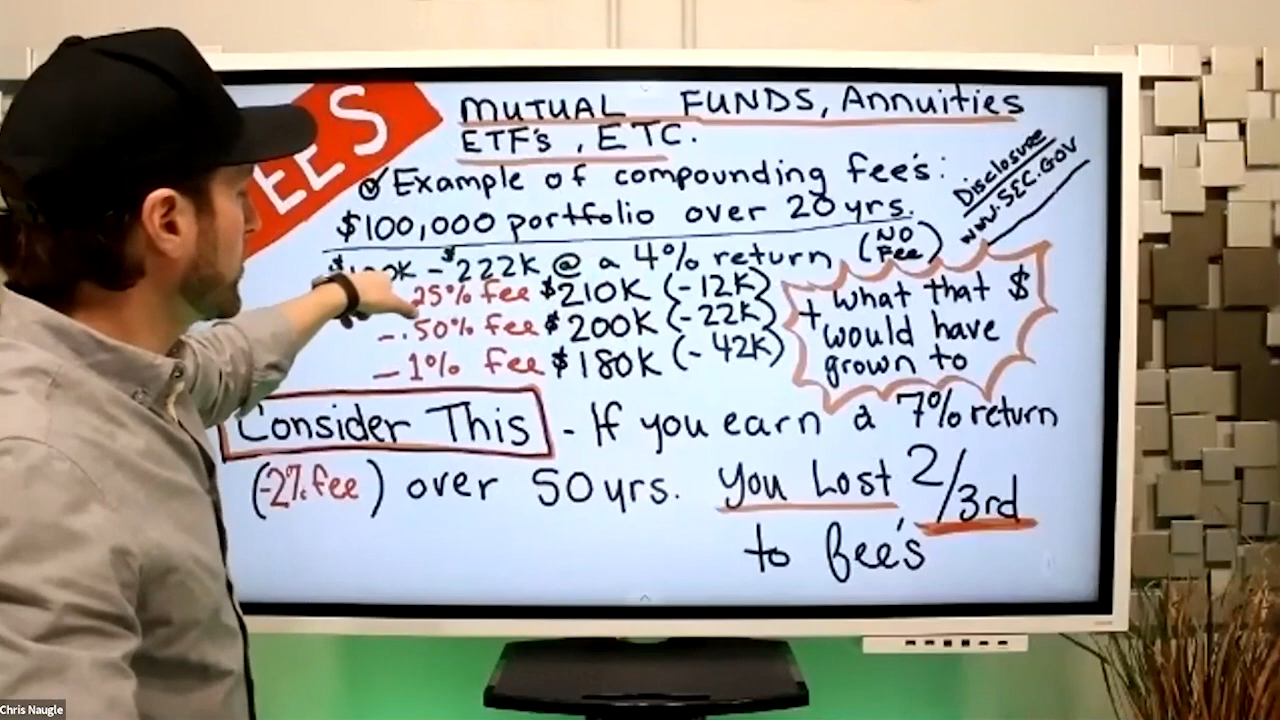 FEES
MUTUAL FUNDS, Annuities
ETF's, ETC.
Example of compounding fee's:
$100,000 portfolio over 20 yrs.
Disclosure
www.SEC.GOV
$100K - $222K @ a 4% return (NO Fee)
.25% fee $210K (-12K)
-.50% fee $200K (-22K)
-1% fee $180K (-42K)
+ what that $
would have
grown to
Consider This - If you earn a 7% return
(-2% fee) over 50 yrs. you Lost 2/3rd
to fee's
Chris Naugle